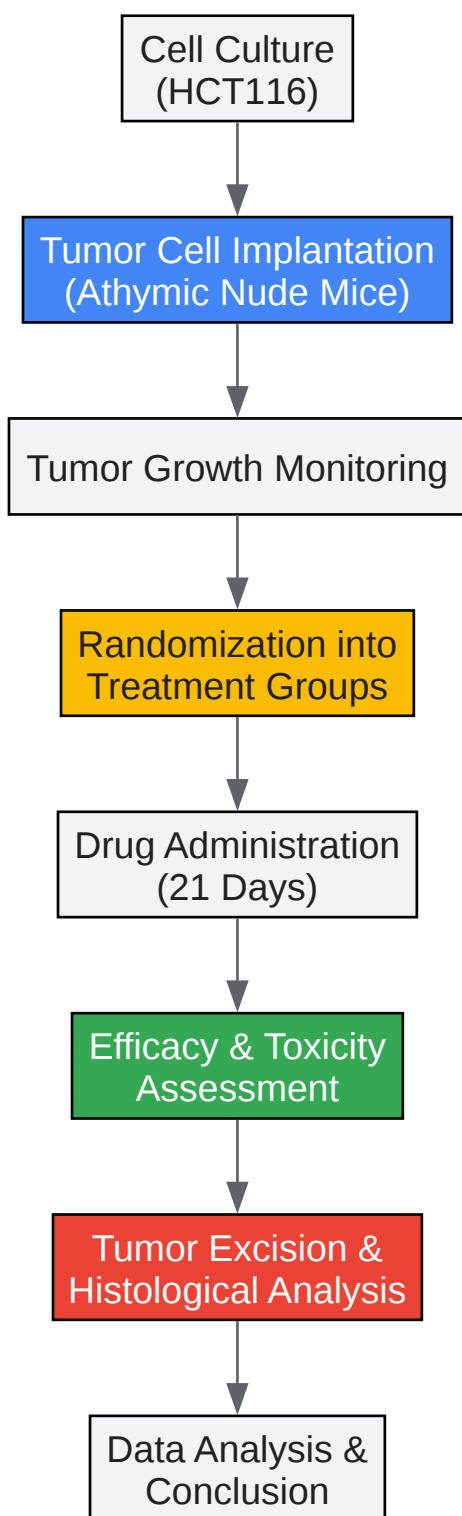 Cell Culture
(HCT116)
Tumor Cell Implantation
(Athymic Nude Mice)
Tumor Growth Monitoring
Randomization into
Treatment Groups
Drug Administration
(21 Days)
Efficacy & Toxicity
Assessment
Tumor Excision &
Histological Analysis
Data Analysis &
Conclusion